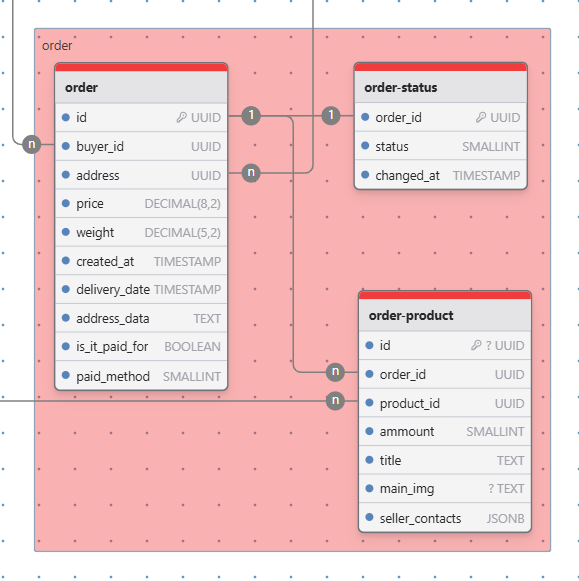 order
order
id UUID
buyer_id UUID
address UUID
price DECIMAL(8,2)
weight DECIMAL(5,2)
created_at TIMESTAMP
delivery_date TIMESTAMP
address_data TEXT
is_it_paid_for BOOLEAN
paid_method SMALLINT
n
1
n
1
order-status
order_id UUID
status SMALLINT
changed_at TIMESTAMP
n
n
order-product
id ? UUID
order_id UUID
product_id UUID
ammount SMALLINT
title TEXT
main_img ? TEXT
seller_contacts JSONB